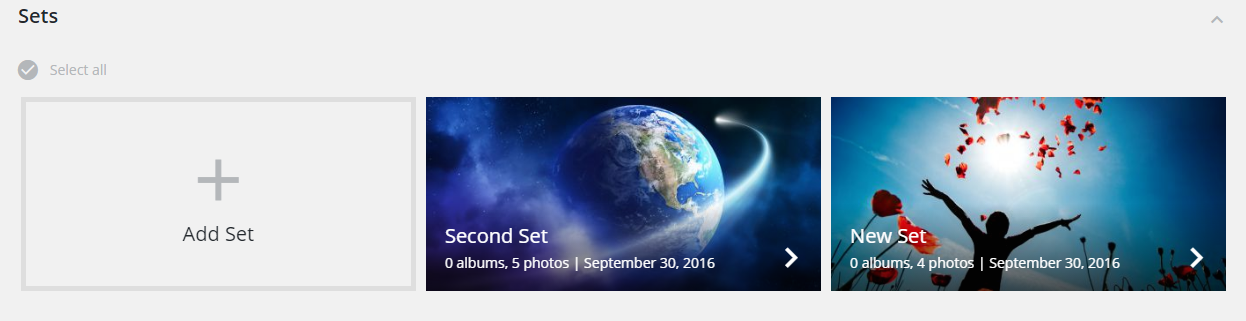 Sets
Select all
Add Set
Second Set
0 albums, 5 photos | September 30, 2016
New Set
0 albums, 4 photos | September 30, 2016